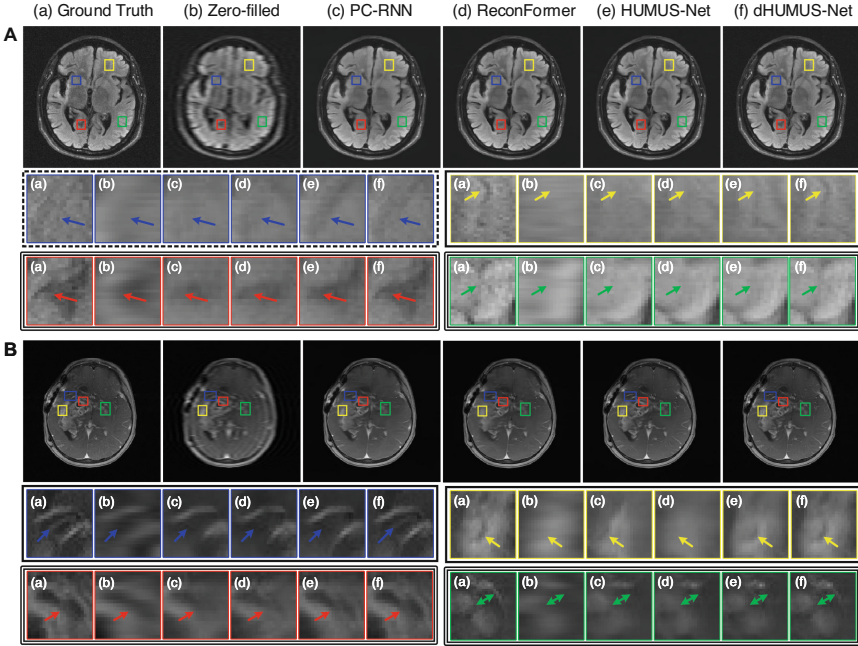 (a) Ground Truth (b) Zero-filled (c) PC-RNN (d) ReconFormer (e) HUMUS-Net (f) dHUMUS-Net
A
(a) (b) (c) (d) (e) (f) (a) (b) (c) (d) (e) (f)
(a) (b) (c) (d) (e) (f) (a) (b) (c) (d) (e) (f)
B
(a) (b) (c) (d) (e) (f) (a) (b) (c) (d) (e) (f)
(a) (b) (c) (d) (e) (f) (a) (b) (c) (d) (e) (f)